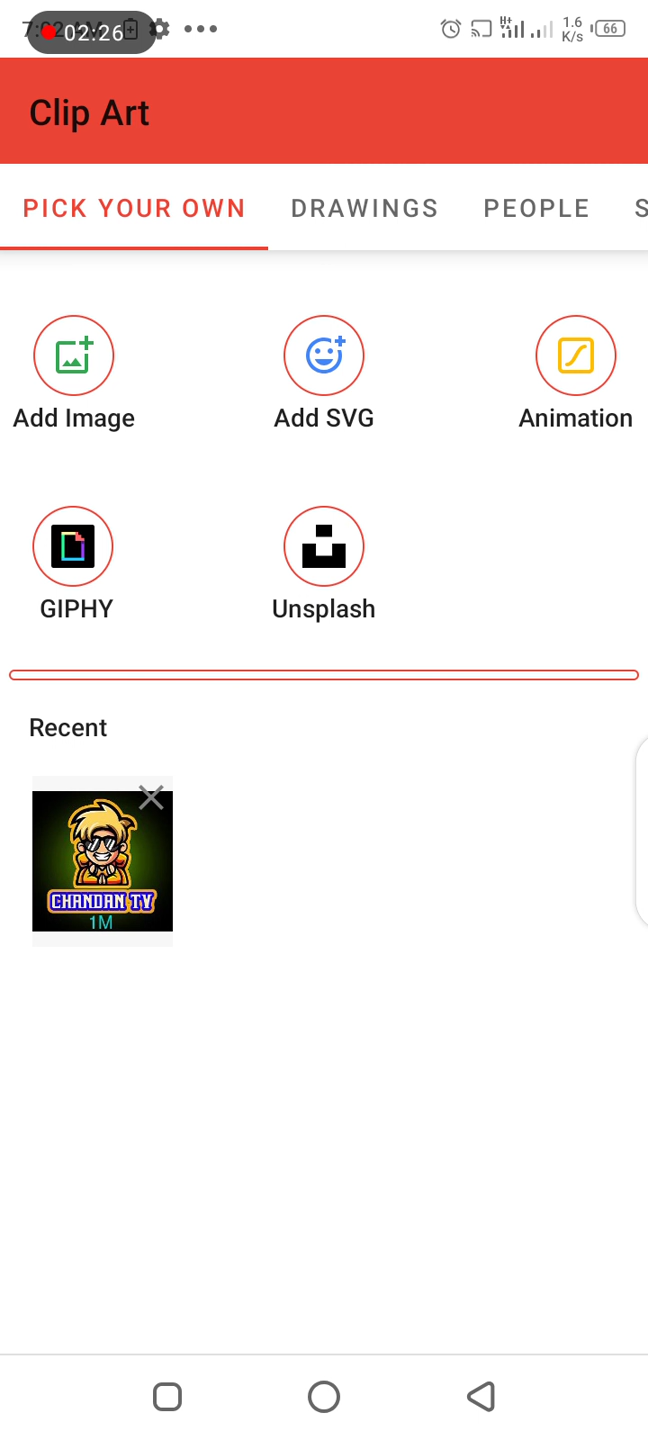 02:26
1.6
K/s
66
Clip Art
PICK YOUR OWN DRAWINGS PEOPLE S
Add Image Add SVG Animation
GIPHY Unsplash
Recent
CHANDAN TV
1M